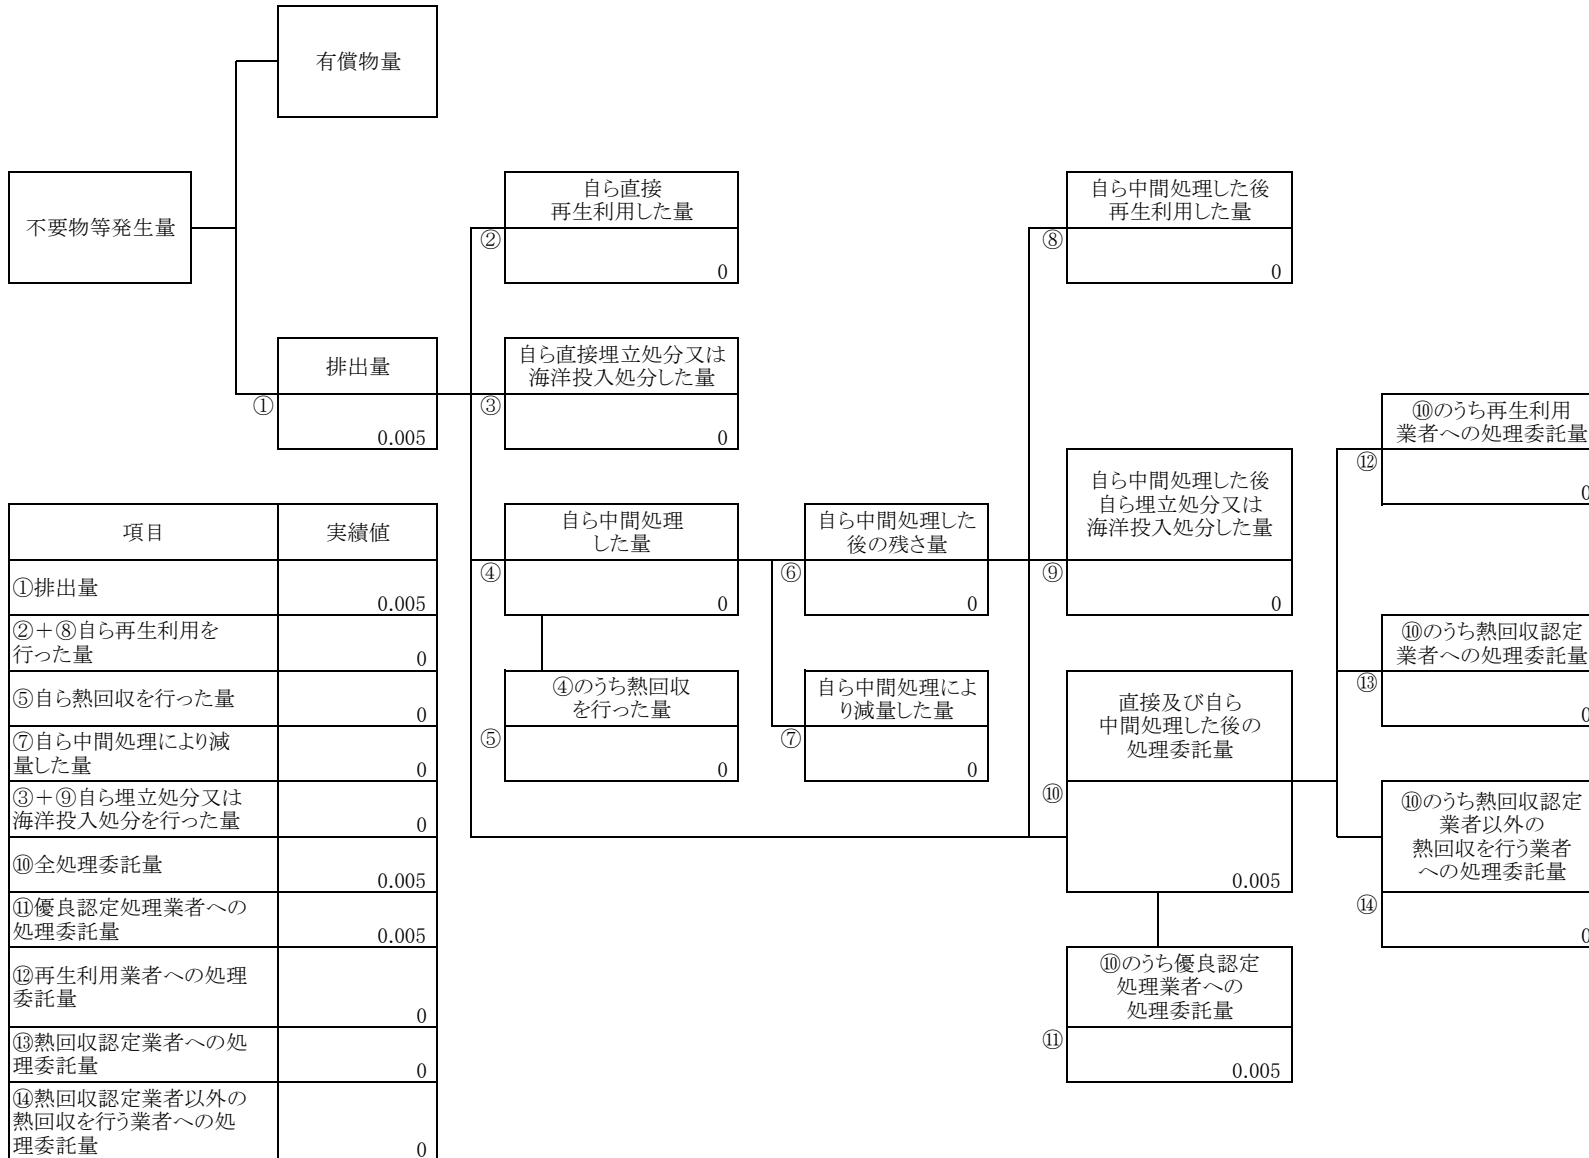 有償物量
不要物等発生量
自ら直接
再生利用した量
②
0
自ら中間処理した後
再生利用した量
⑧
0
排出量
①
0.005
自ら直接埋立処分又は
海洋投入処分した量
③
0
⑩のうち再生利用
業者への処理委託量
⑫
0
自ら中間処理
した量
④
0
自ら中間処理した
後の残さ量
⑥
0
自ら中間処理した後
自ら埋立処分又は
海洋投入処分した量
⑨
0
⑩のうち熱回収認定
業者への処理委託量
⑬
0
④のうち熱回収
を行った量
⑤
0
自ら中間処理によ
り減量した量
⑦
0
直接及び自ら
中間処理した後の
処理委託量
⑩
0.005
⑩のうち熱回収認定
業者以外の
熱回収を行う業者
への処理委託量
⑭
0
⑩のうち優良認定
処理業者への
処理委託量
⑪
0.005
項目 実績値
①排出量
0.005
②+⑧自ら再生利用を
行った量 0
⑤自ら熱回収を行った量
0
⑦自ら中間処理により減
量した量 0
③+⑨自ら埋立処分又は
海洋投入処分を行った量 0
⑩全処理委託量
0.005
⑪優良認定処理業者への
処理委託量 0.005
⑫再生利用業者への処理
委託量
0
⑬熱回収認定業者への処
理委託量 0
⑭熱回収認定業者以外の
熱回収を行う業者への処
理委託量 0